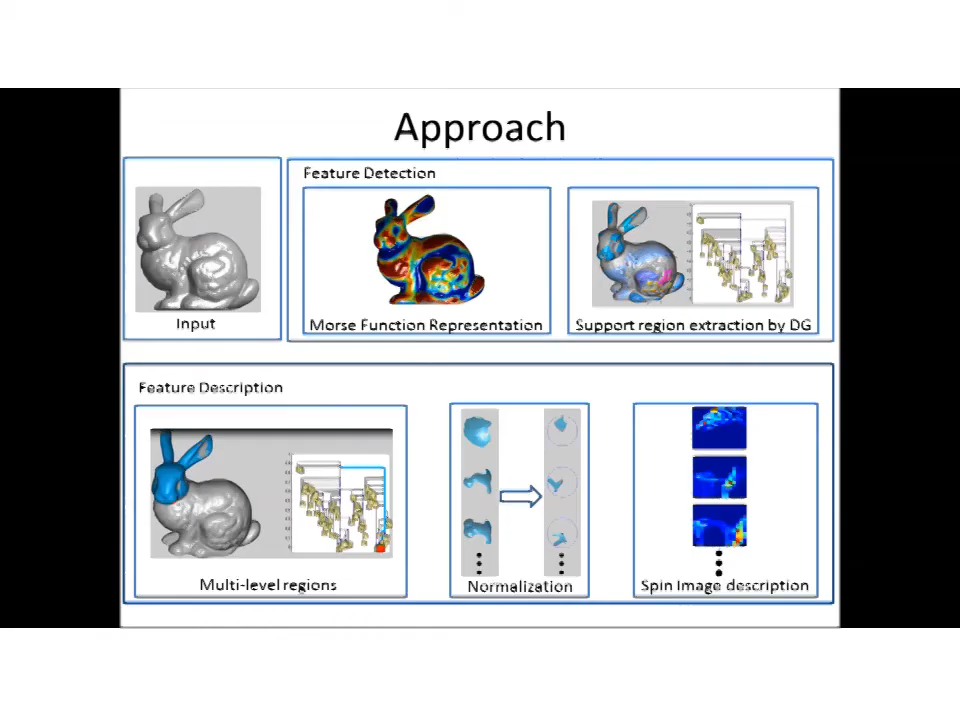 Approach
Feature Detection
Input
Morse Function Representation
Support region extraction by DG
Feature Description
Multi-level regions
Normalization
Spin Image description